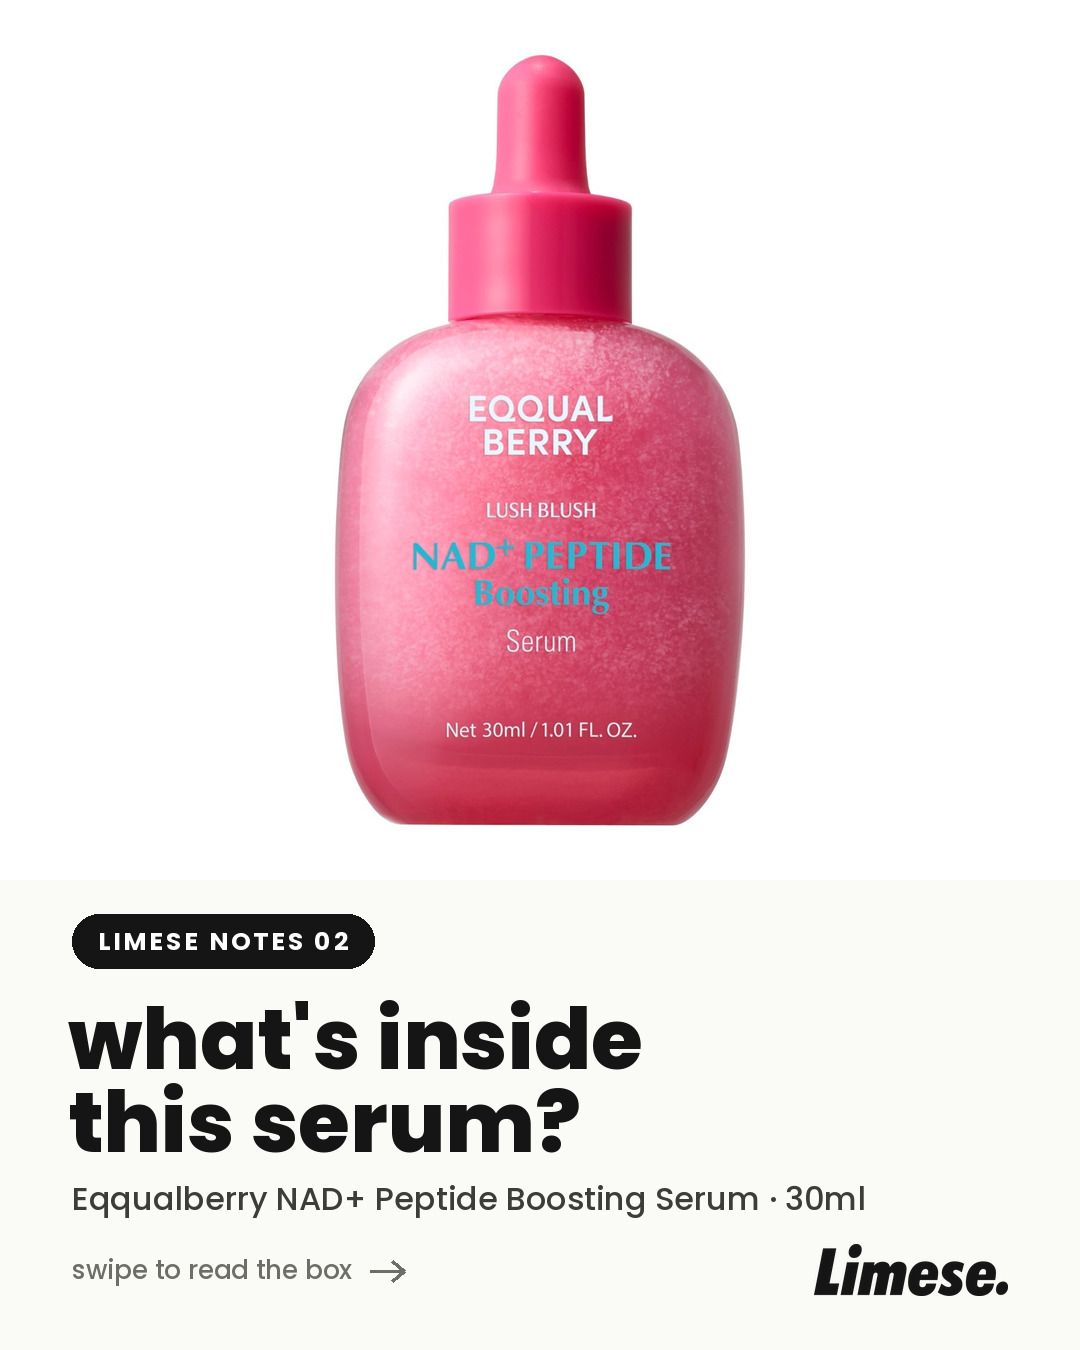 EQQUAL
BERRY
LUSH BLUSH
NAD+ PEPTIDE
Boosting
Serum
Net 30ml / 1.01 FL. OZ.
LIMESE NOTES 02
what's inside
this serum?
Eqqualberry NAD+ Peptide Boosting Serum · 30ml
swipe to read the box →
Limese.